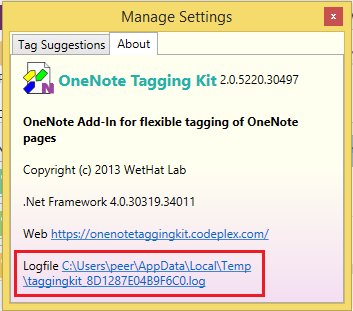 Manage Settings
x
Tag Suggestions About
N
OneNote Tagging Kit 2.0.5220.30497
OneNote Add-In for flexible tagging of OneNote
pages
Copyright (c) 2013 WetHat Lab
.Net Framework 4.0.30319.34011
Web https://onenotetaggingkit.codeplex.com/
Logfile C:\Users\peer\AppData\Local\Temp
\taggingkit_8D1287E04B9F6C0.log